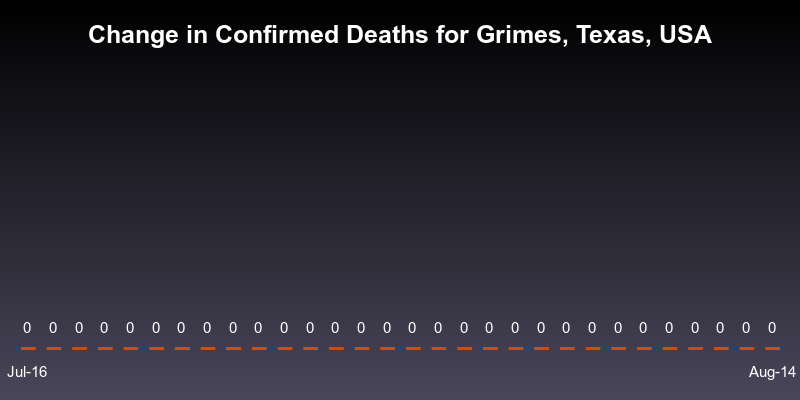 Change in Confirmed Deaths for Grimes, Texas, USA
0 0 0 0 0 0 0 0 0 0 0 0 0 0 0 0 0 0 0 0 0 0 0 0 0 0 0 0 0 0
Jul-16 Aug-14